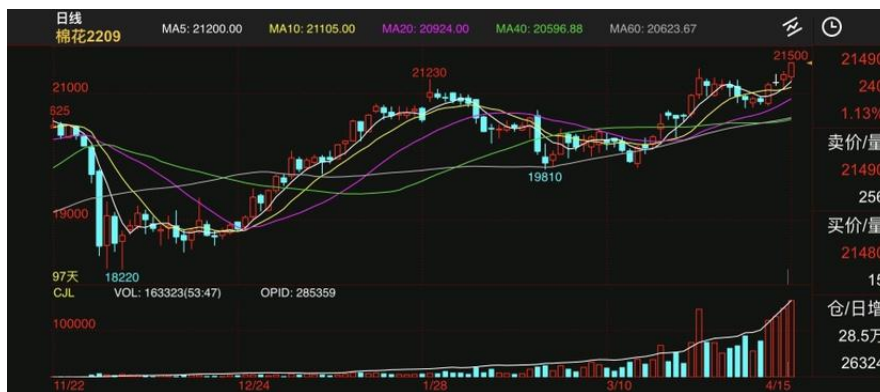 日线
棉花2209
MA5: 21200.00
MA10: 21105.00
MA20: 20924.00
MA40: 20596.88
MA60: 20623.67
21500
21490
21000
21230
240
625
1.13%
卖价/量
21490
19810
256
19000
买价/量
21480
97天
18220
15
CJL
VOL: 163323(53:47)
OPID: 285359
仓/日增
100000
28.5万
26324
11/22
12/24
1/28
3/10
4/15